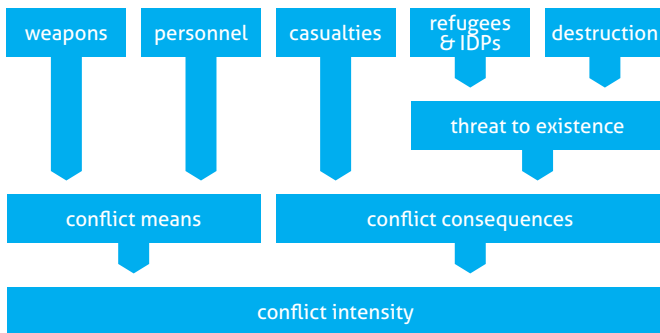 weapons
personnel
casualties
refugees
& IDPs
destruction
threat to existence
conflict means
conflict consequences
conflict intensity